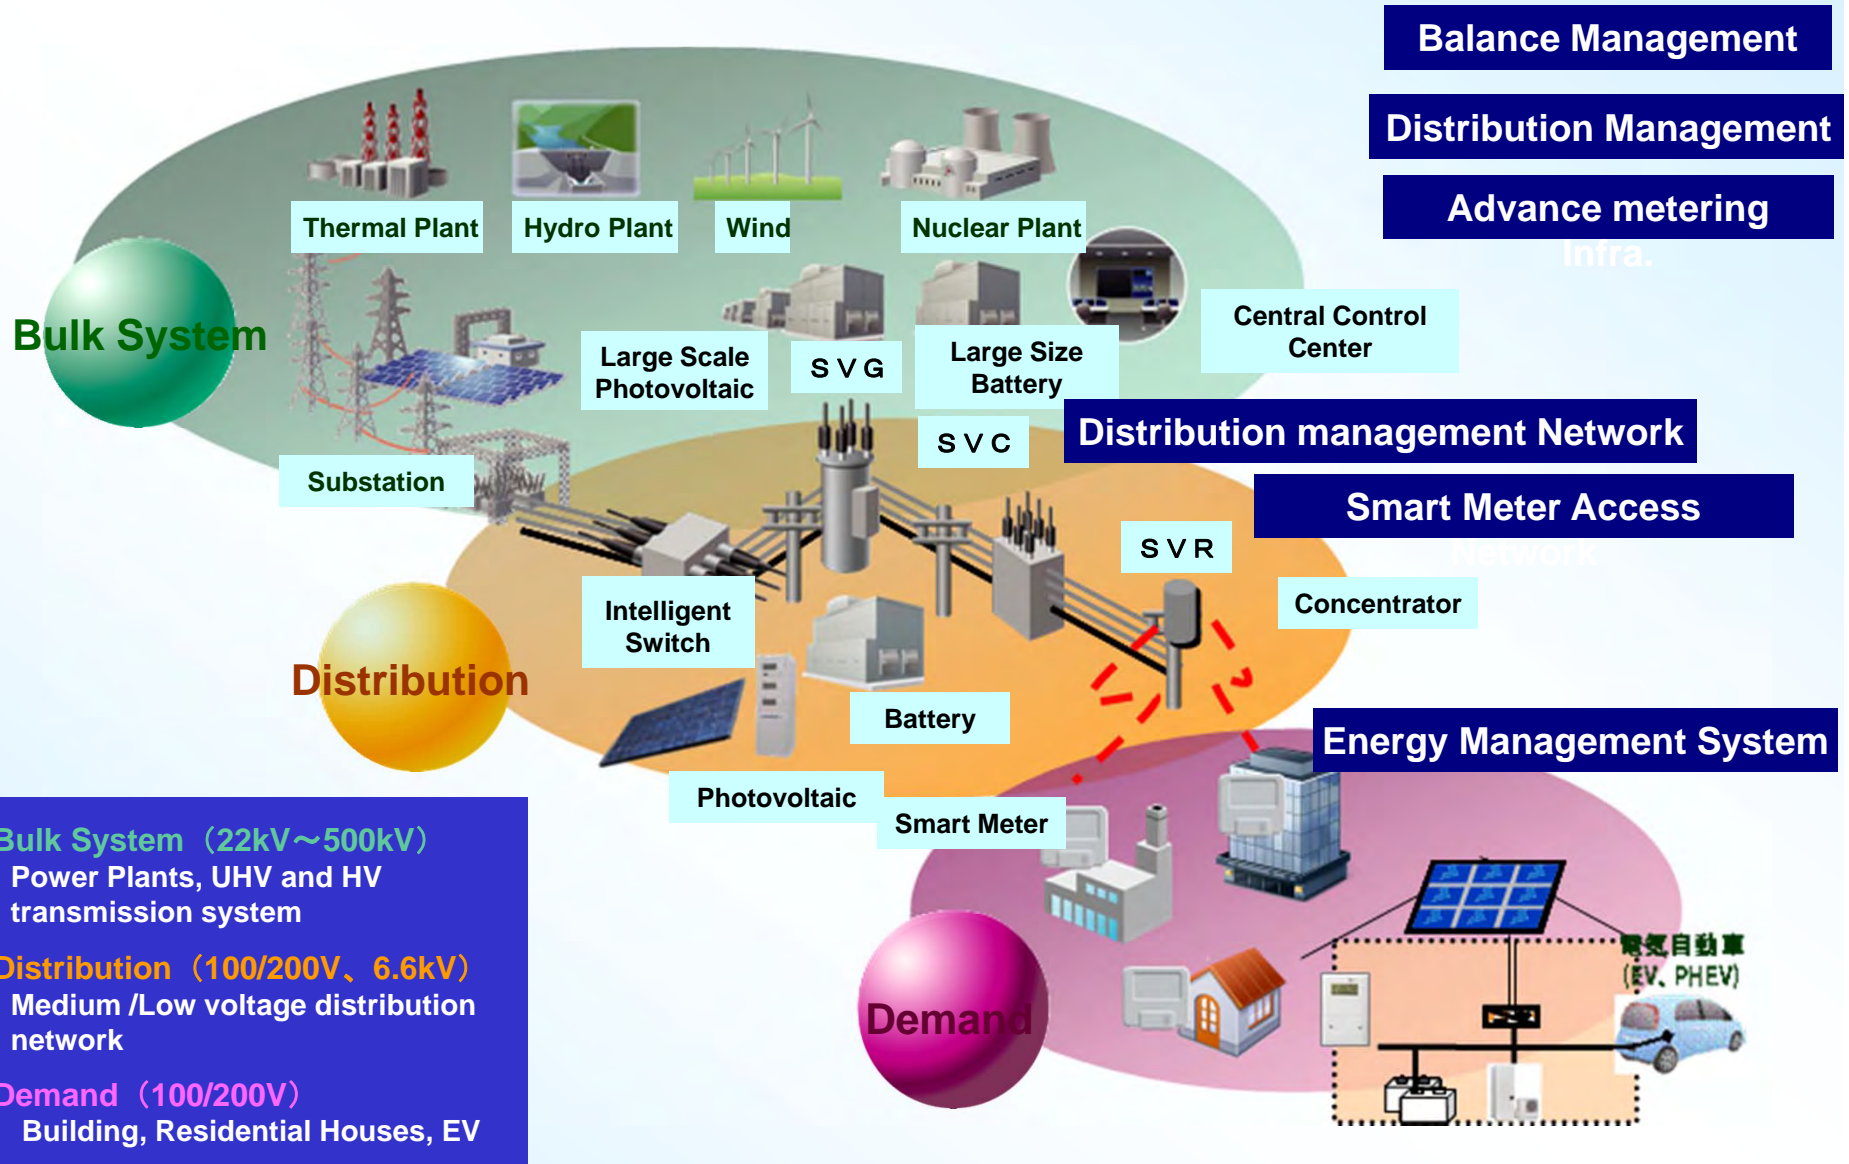 Balance Management
Distribution Management
Advance metering
Infra.
Thermal Plant
Hydro Plant
Wind
Nuclear Plant
Bulk System
Central Control
Center
Large Scale
Photovoltaic
ＳＶＧ
Large Size
Battery
ＳＶＣ
Distribution management Network
Substation
Smart Meter Access
Network
ＳＶＲ
Intelligent
Switch
Concentrator
Distribution
Battery
Energy Management System
Photovoltaic
Smart Meter
Bulk System（22kV～500kV）
Power Plants, UHV and HV
transmission system
Distribution（100/200V、6.6kV）
Medium /Low voltage distribution
network
Demand（100/200V）
Building, Residential Houses, EV
Demand
電気自動車
(EV、PHEV)